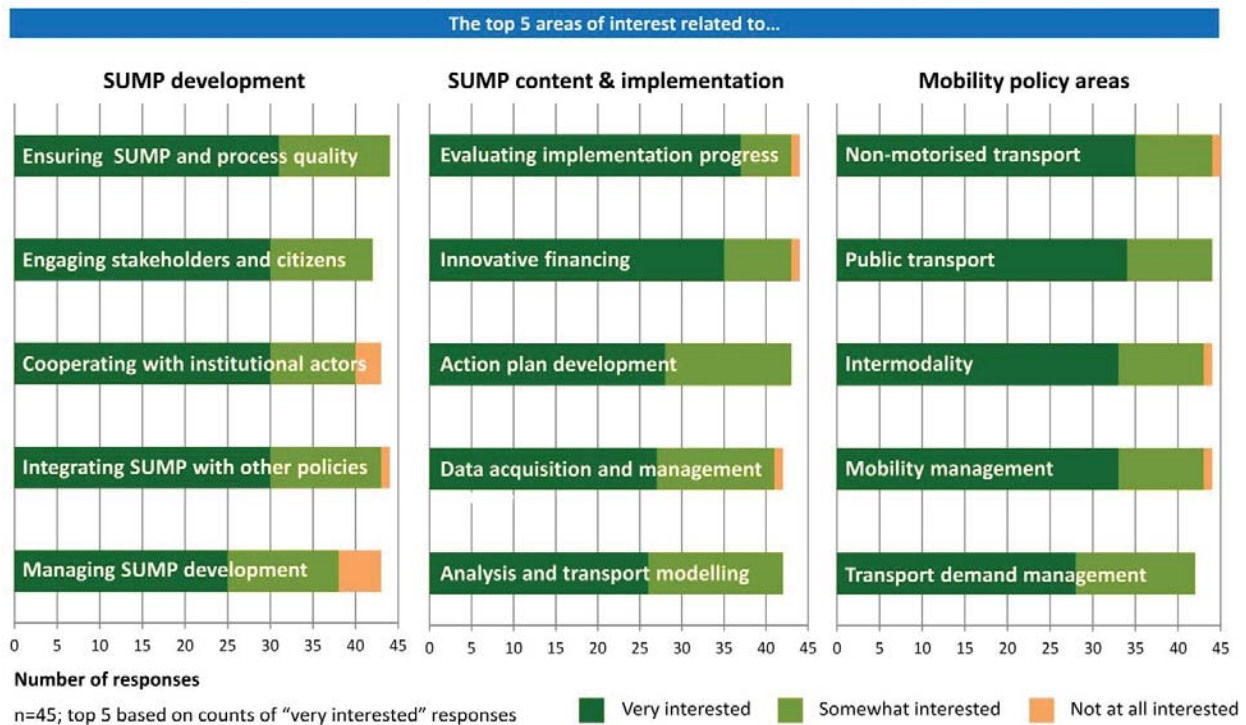 The top 5 areas of interest related to…
SUMP development
SUMP content & implementation
Mobility policy areas
Ensuring SUMP and process quality
Engaging stakeholders and citizens
Cooperating with institutional actors
Integrating SUMP with other policies
Managing SUMP development
0 5 10 15 20 25 30 35 40 45
Evaluating implementation progress
Innovative financing
Action plan development
Data acquisition and management
Analysis and transport modelling
0 5 10 15 20 25 30 35 40 45
Non-motorised transport
Public transport
Intermodality
Mobility management
Transport demand management
0 5 10 15 20 25 30 35 40 45
Number of responses
n=45; top 5 based on counts of “very interested” responses
Very interested
Somewhat interested
Not at all interested